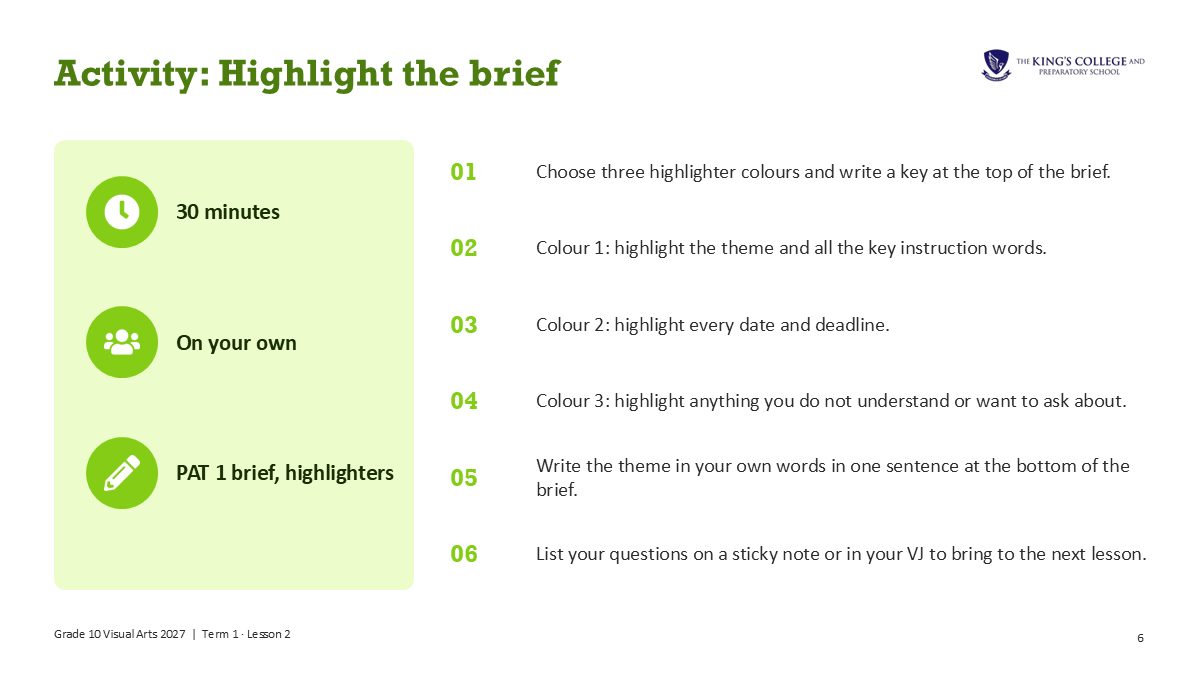 Activity: Highlight the brief
THE KING'S COLLEGE AND
PREPARATORY SCHOOL
30 minutes
On your own
PAT 1 brief, highlighters
01 Choose three highlighter colours and write a key at the top of the brief.
02 Colour 1: highlight the theme and all the key instruction words.
03 Colour 2: highlight every date and deadline.
04 Colour 3: highlight anything you do not understand or want to ask about.
05 Write the theme in your own words in one sentence at the bottom of the
brief.
06 List your questions on a sticky note or in your VJ to bring to the next lesson.
Grade 10 Visual Arts 2027 | Term 1 · Lesson 2
6